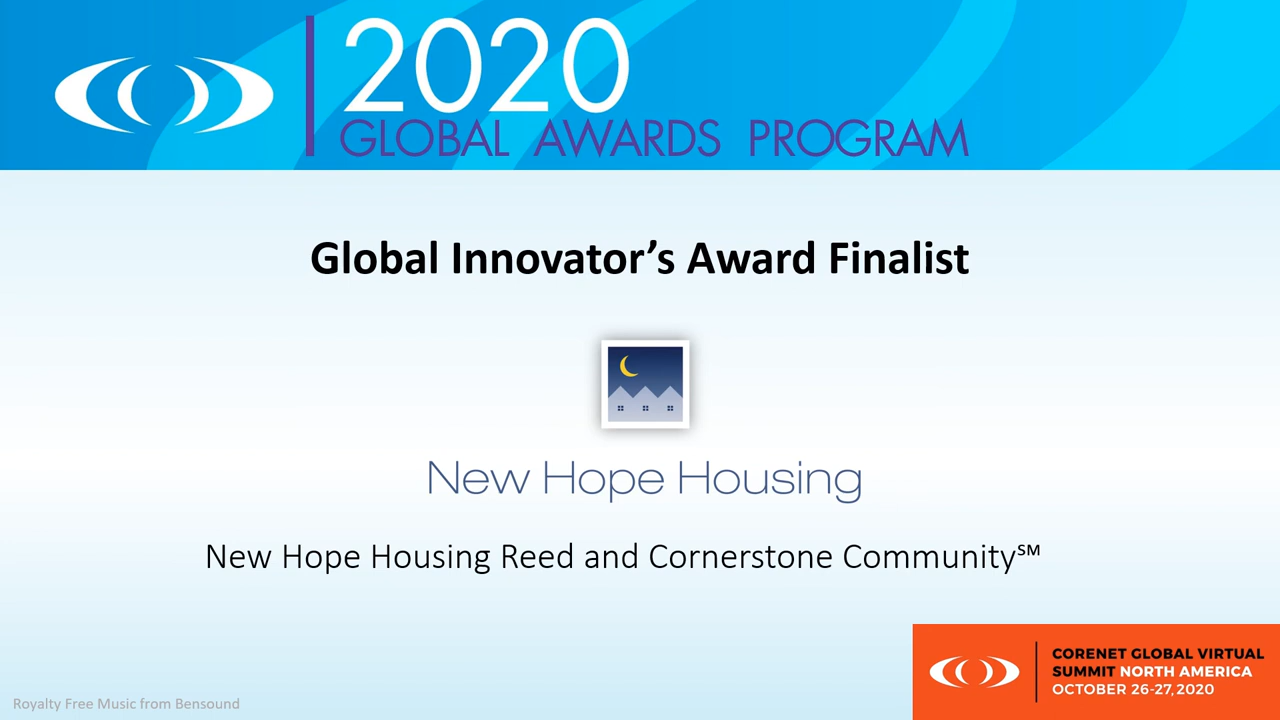 2020
GLOBAL AWARDS PROGRAM
Global Innovator’s Award Finalist
New Hope Housing
New Hope Housing Reed and Cornerstone Community℠
CORENET GLOBAL VIRTUAL
SUMMIT NORTH AMERICA
OCTOBER 26-27, 2020
Royalty Free Music from Bensound